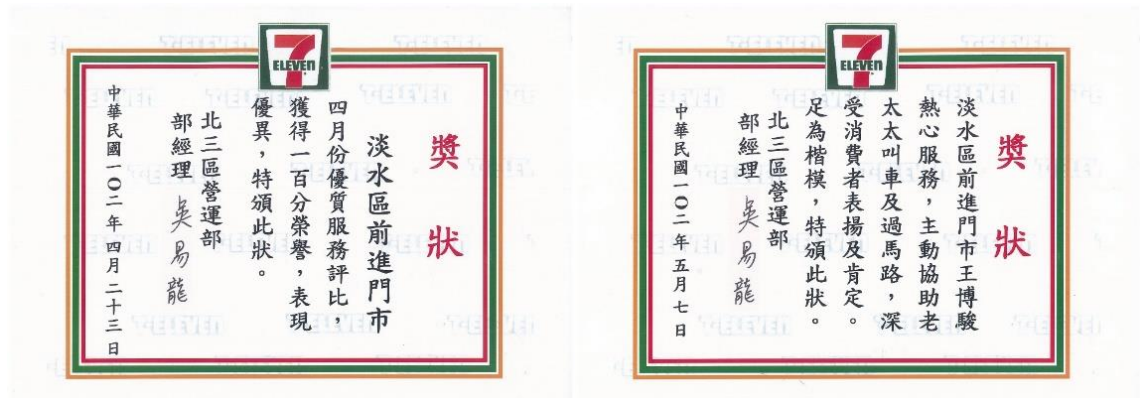 7
ELEVEN
獎狀
淡水區前進門市
四月份優質服務評比，
獲得一百分榮譽，表現
優異，特頒此狀。
北三區營運部
部經理 吳易龍
中華民國一〇二年四月二十三日
7
ELEVEN
獎狀
淡水區前進門市王博駿
熱心服務，主動協助老
太太叫車及過馬路，深
受消費者表揚及肯定。
足為楷模，特頒此狀。
北三區營運部
部經理 吳易龍
中華民國一〇二年五月七日